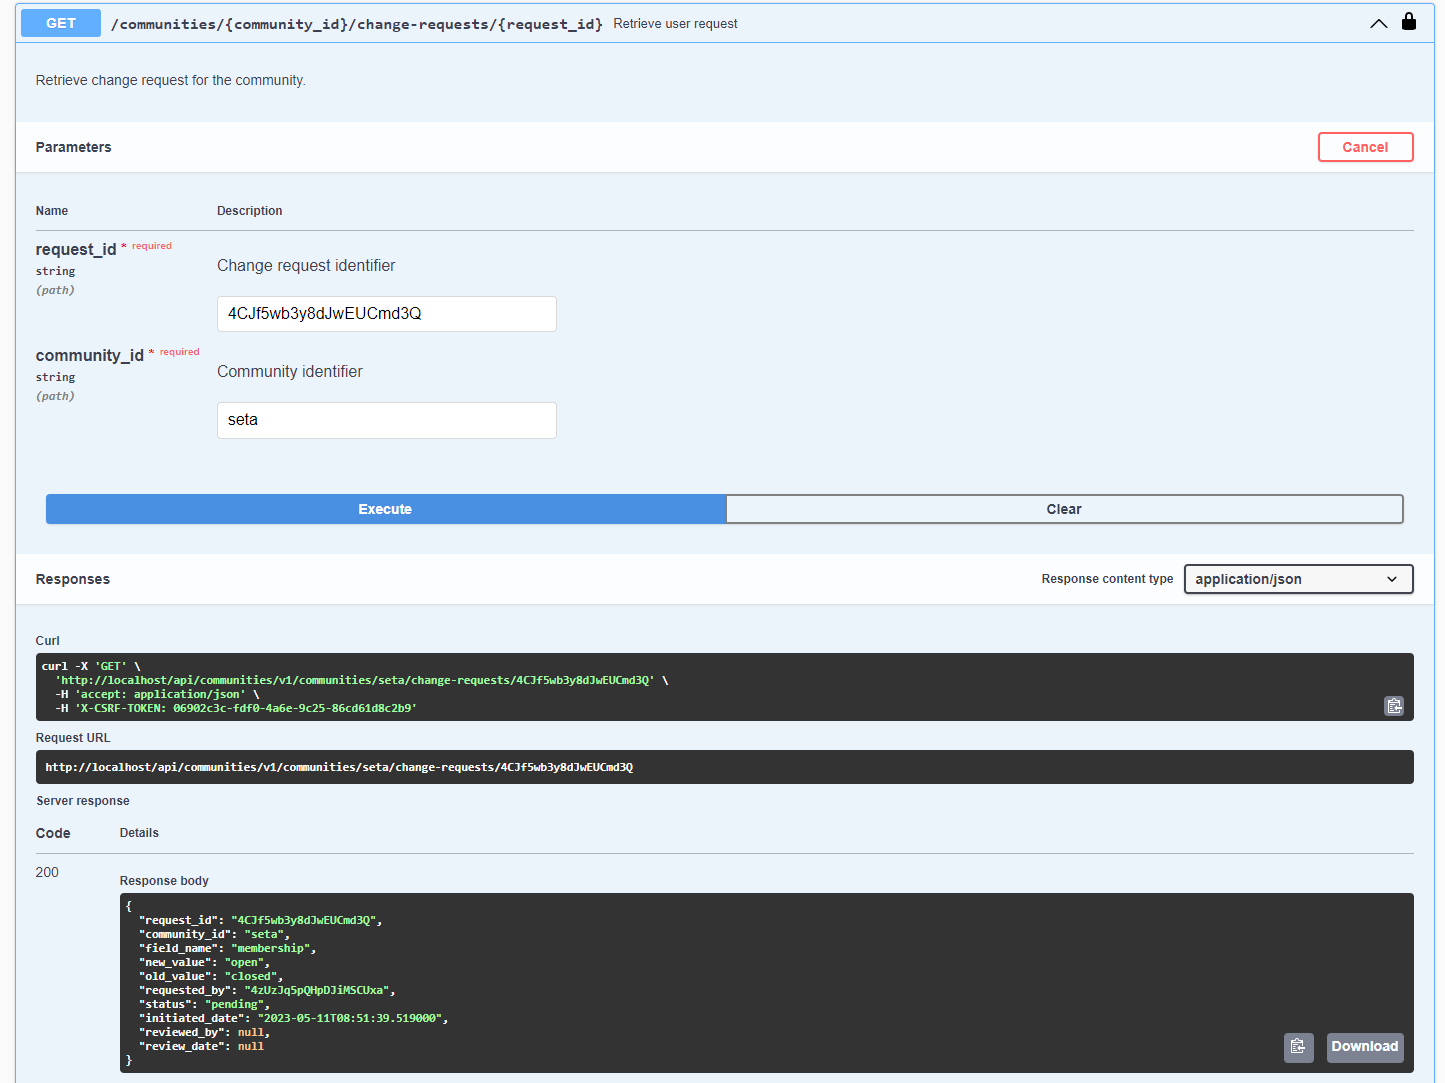 GET /communities/{community_id}/change-requests/{request_id} Retrieve user request
Retrieve change request for the community.
Parameters Cancel
Name Description
request_id * required
string
(path)
Change request identifier
4CJf5wb3y8dJwEUCmd3Q
community_id * required
string
(path)
Community identifier
seta
Execute Clear
Responses Response content type application/json
Curl
curl -X 'GET' \
'http://localhost/api/communities/v1/communities/seta/change-requests/4CJf5wb3y8dJwEUCmd3Q' \
-H 'accept: application/json' \
-H 'X-CSRF-TOKEN: 06902c3c-fdf0-4a6e-9c25-86cd61d8c2b9'
Request URL
http://localhost/api/communities/v1/communities/seta/change-requests/4CJf5wb3y8dJwEUCmd3Q
Server response
Code Details
200
Response body
{
"request_id": "4CJf5wb3y8dJwEUCmd3Q",
"community_id": "seta",
"field_name": "membership",
"new_value": "open",
"old_value": "closed",
"requested_by": "4zUzJq5pQHpDJiMSCUxa",
"status": "pending",
"initiated_date": "2023-05-11T08:51:39.519000",
"reviewed_by": null,
"review_date": null
}
Download